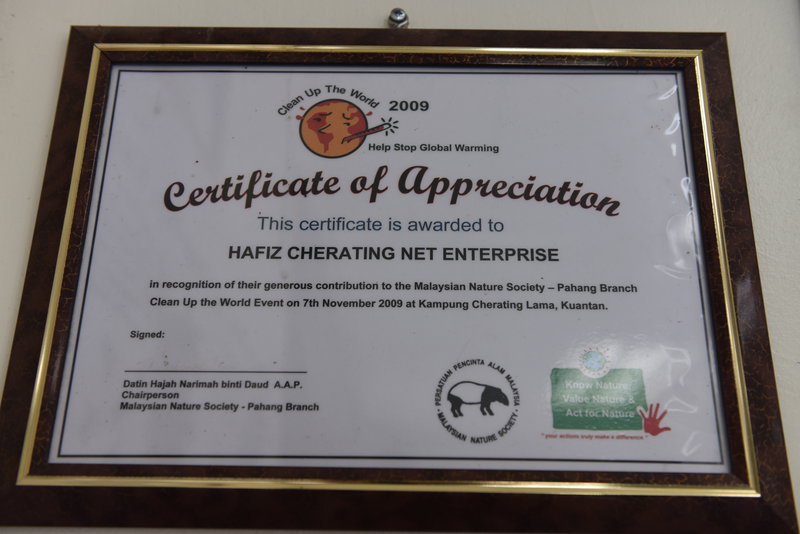 Clean Up The World
2009
Help Stop Global Warming
Certificate of Appreciation
This certificate is awarded to
HAFIZ CHERATING NET ENTERPRISE
in recognition of their generous contribution to the Malaysian Nature Society – Pahang Branch
Clean Up the World Event on 7th November 2009 at Kampung Cherating Lama, Kuantan.
Signed:
Datin Hajah Narimah binti Daud A.A.P.
Chairperson
Malaysian Nature Society - Pahang Branch
PERSATUAN PENCINTA ALAM MALAYSIA
• MALAYSIAN NATURE SOCIETY •
Know Nature,
Value Nature &
Act for Nature
"your actions truly make a difference"